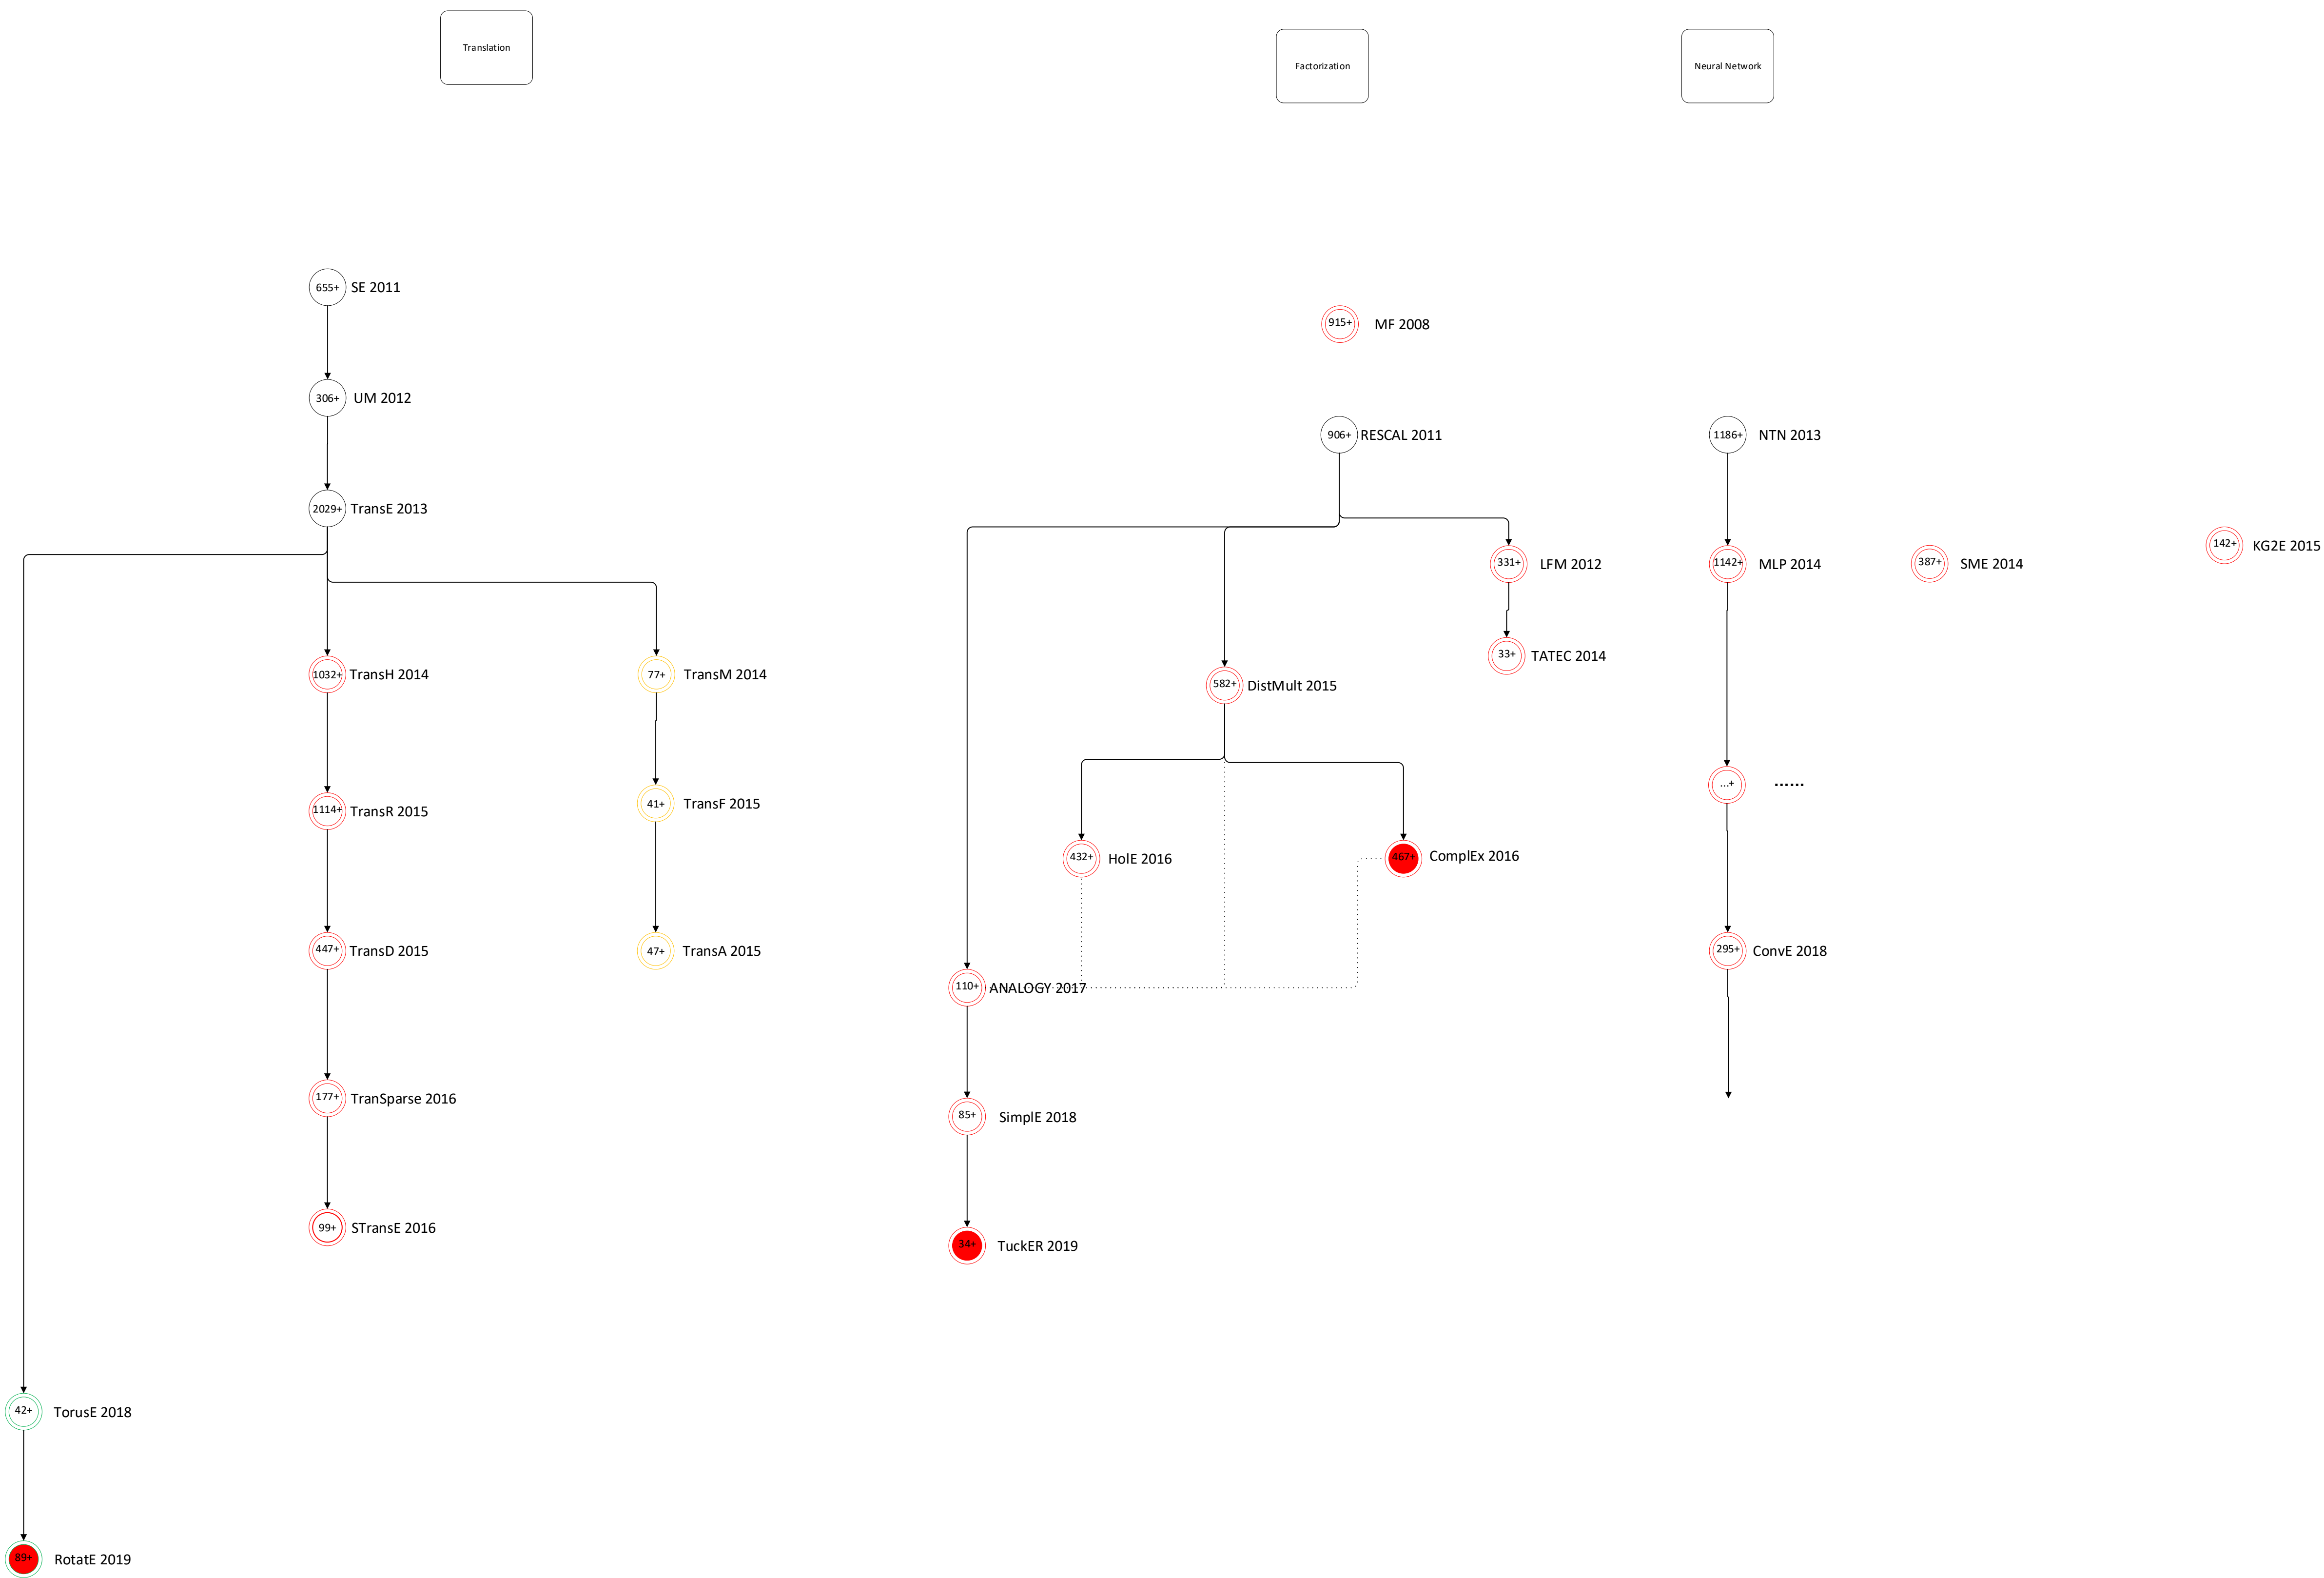 Translation
Factorization
Neural Network
655+ SE 2011
915+ MF 2008
306+ UM 2012
906+ RESCAL 2011
1186+ NTN 2013
2029+ TransE 2013
142+ KG2E 2015
331+ LFM 2012
1142+ MLP 2014
387+ SME 2014
33+ TATEC 2014
1032+ TransH 2014
77+ TransM 2014
582+ DistMult 2015
...+ ......
1114+ TransR 2015
41+ TransF 2015
432+ HolE 2016
467+ ComplEx 2016
447+ TransD 2015
47+ TransA 2015
295+ ConvE 2018
110+ ANALOGY 2017
177+ TranSparse 2016
85+ SimplE 2018
99+ STransE 2016
34+ TuckER 2019
42+ TorusE 2018
89+ RotatE 2019